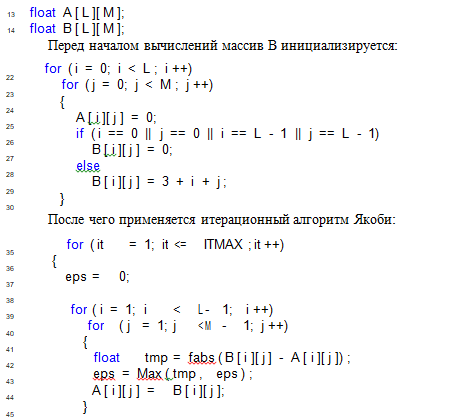 13 float A[L][M];
14 float B[L][M];
Перед началом вычислений массив B инициализируется:
22 for (i = 0; i < L; i++)
23 for (j = 0; j < M; j++)
24 {
25 A[i][j] = 0;
26 if (i == 0 || j == 0 || i == L - 1 || j == L - 1)
27 B[i][j] = 0;
28 else
29 B[i][j] = 3 + i + j;
30 }
После чего применяется итерационный алгоритм Якоби:
35 for (it = 1; it <= ITMAX; it++)
36 {
37 eps = 0;
38
39 for (i = 1; i < L- 1; i++)
40 for (j = 1; j <M - 1; j++)
41 {
42 float tmp = fabs(B[i][j] - A[i][j]);
43 eps = Max(tmp, eps);
44 A[i][j] = B[i][j];
45 }